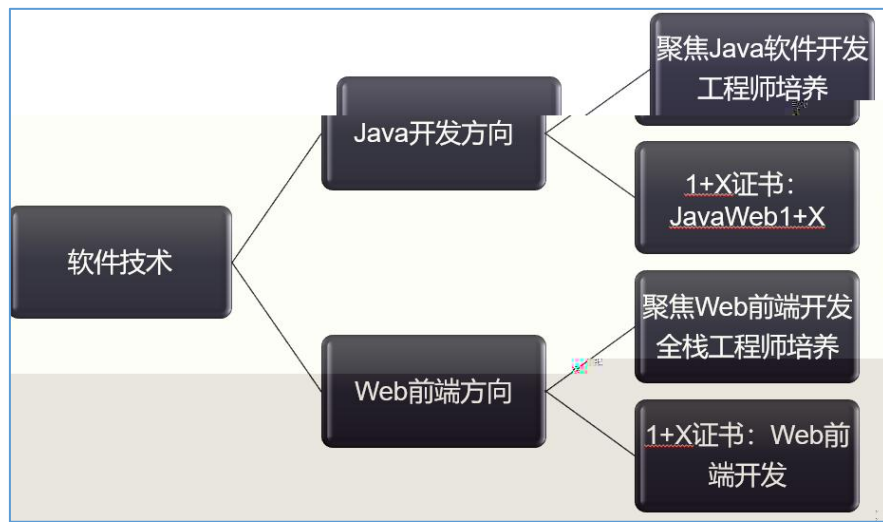 软件技术
Java开发方向
聚焦Java软件开发
工程师培养
1+X证书：
JavaWeb1+X
Web前端方向
聚焦Web前端开发
全栈工程师培养
1+X证书：Web前
端开发